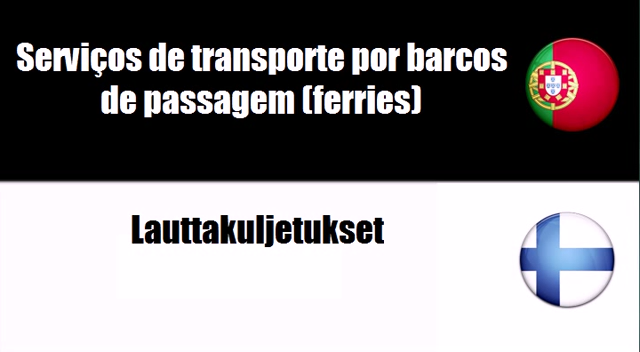 Serviços de transporte por barcos
de passagem (ferries)
Lauttakuljetukset